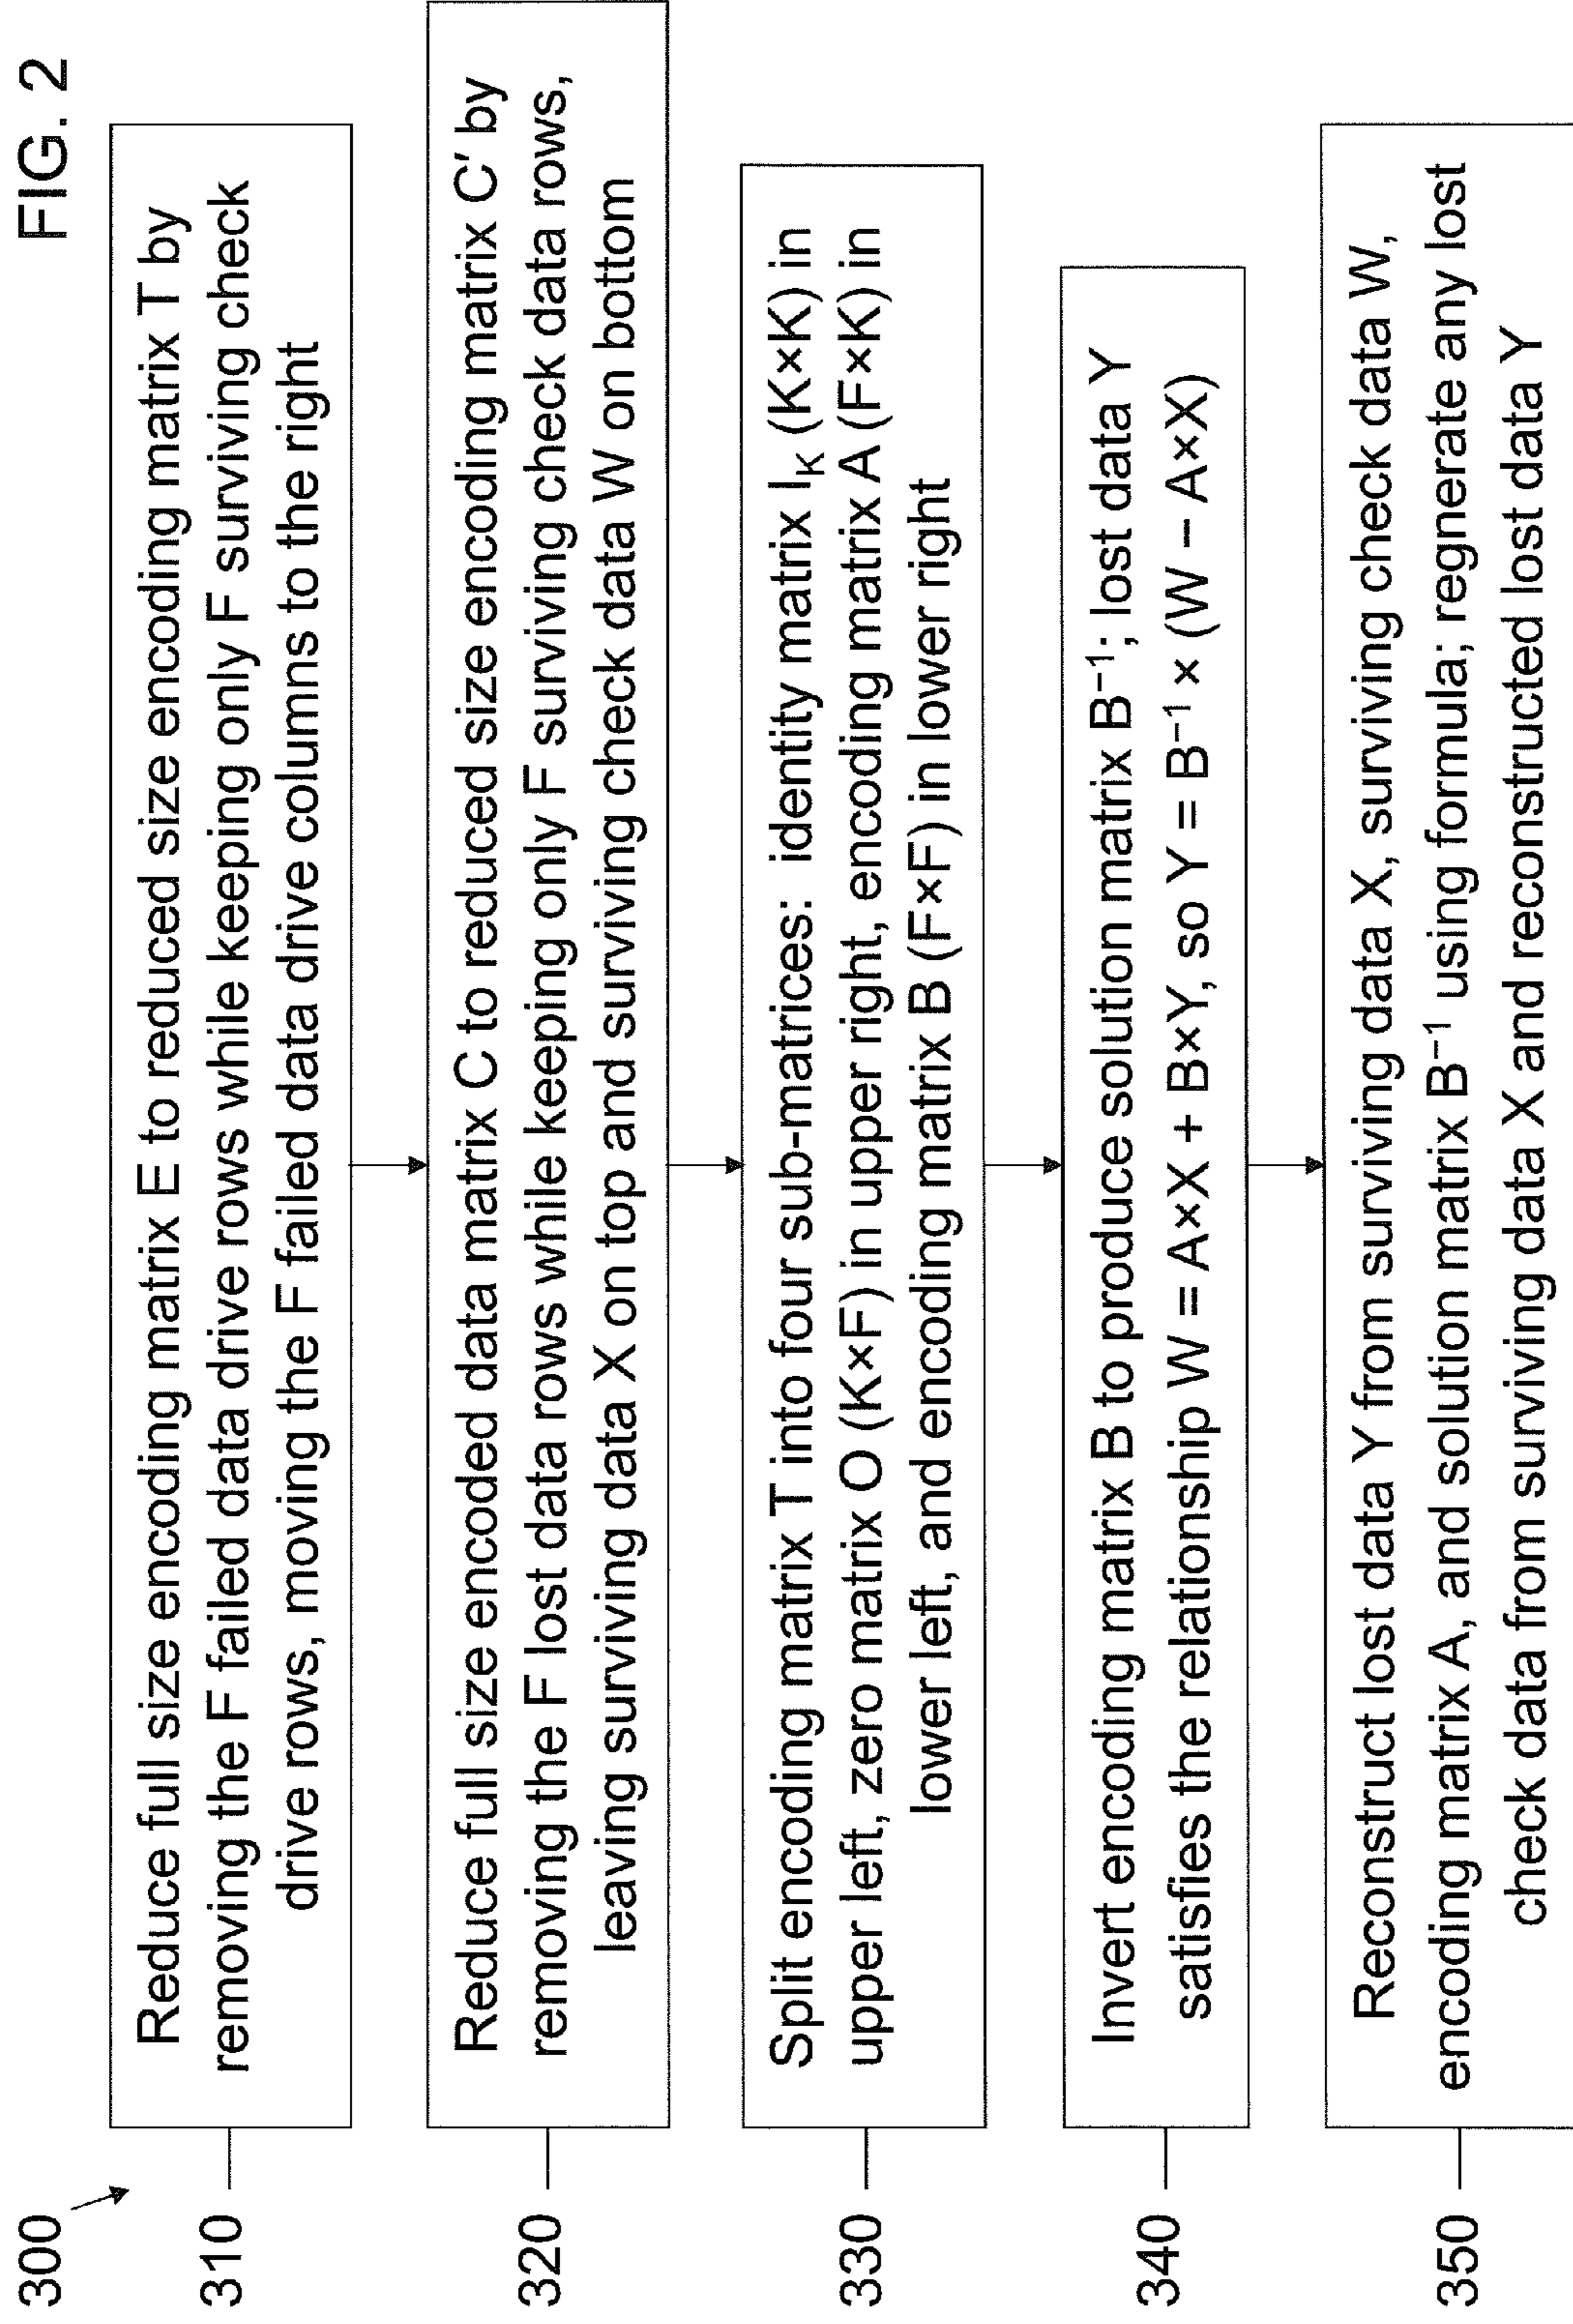 FIG. 2
300
310
Reduce full size encoding matrix E to reduced size encoding matrix T by
removing the F failed data drive rows while keeping only F surviving check
drive rows, moving the F failed data drive columns to the right
320
Reduce full size encoded data matrix C to reduced size encoding matrix C' by
removing the F lost data rows while keeping only F surviving check data rows,
leaving surviving data X on top and surviving check data W on bottom
330
Split encoding matrix T into four sub-matrices: identity matrix I_K (K×K) in
upper left, zero matrix O (K×F) in upper right, encoding matrix A (F×K) in
lower left, and encoding matrix B (F×F) in lower right
340
Invert encoding matrix B to produce solution matrix B⁻¹; lost data Y
satisfies the relationship W = A×X + B×Y, so Y = B⁻¹ × (W – A×X)
350
Reconstruct lost data Y from surviving data X, surviving check data W,
encoding matrix A, and solution matrix B⁻¹ using formula; regnerate any lost
check data from surviving data X and reconstructed lost data Y